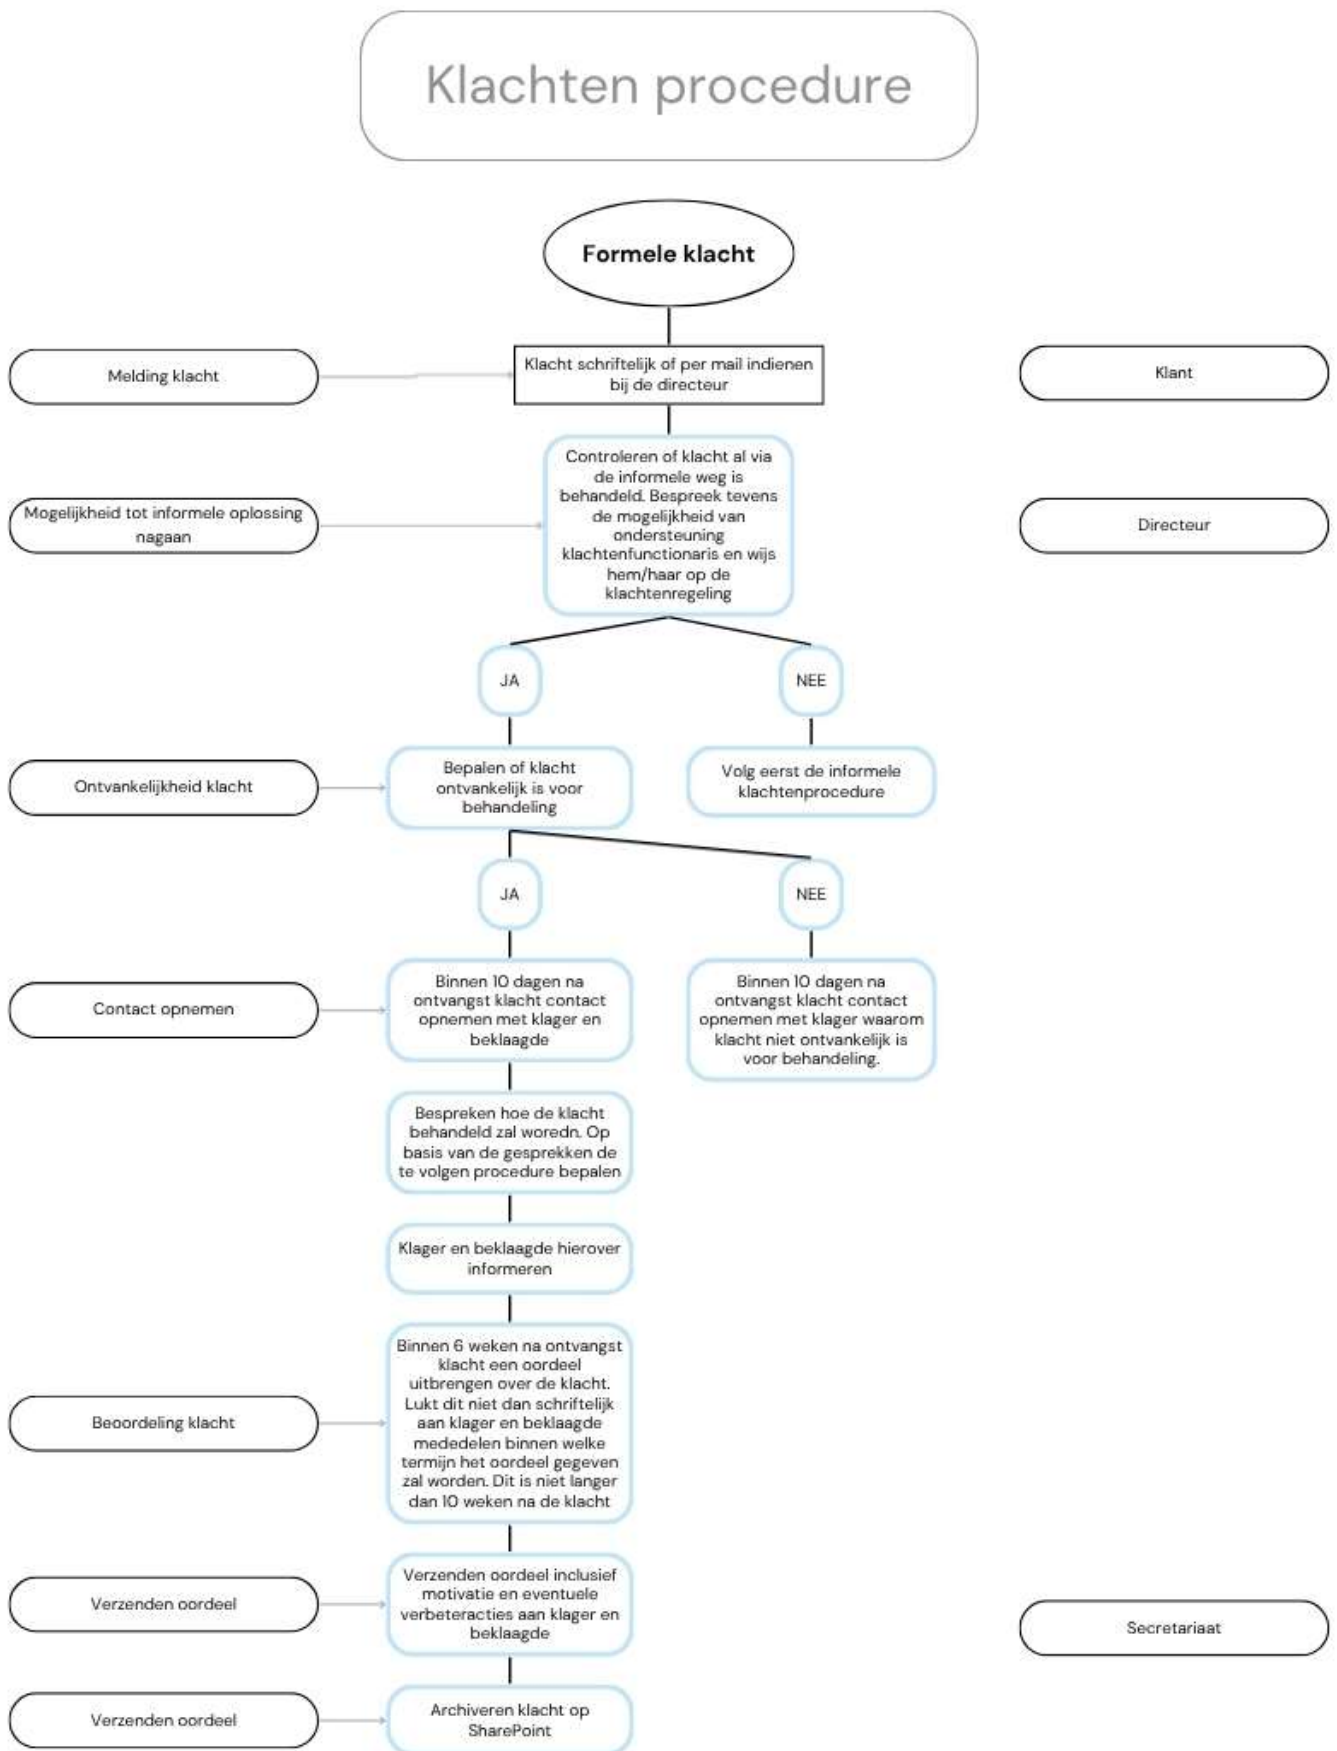 Klachten procedure
Formele klacht
Melding klacht
Klacht schriftelijk of per mail indienen
bij de directeur
Klant
Mogelijkheid tot informele oplossing
nagaan
Controleren of klacht al via
de informele weg is
behandeld. Bespreek tevens
de mogelijkheid van
ondersteuning
klachtenfunctionaris en wijs
hem/haar op de
klachtenregeling
Directeur
JA
NEE
Ontvankelijkheid klacht
Bepalen of klacht
ontvankelijk is voor
behandeling
Volg eerst de informele
klachtenprocedure
JA
NEE
Contact opnemen
Binnen 10 dagen na
ontvangst klacht contact
opnemen met klager en
beklaagde
Binnen 10 dagen na
ontvangst klacht contact
opnemen met klager waarom
klacht niet ontvankelijk is
voor behandeling.
Bespreken hoe de klacht
behandeld zal woredn. Op
basis van de gesprekken de
te volgen procedure bepalen
Klager en beklaagde hierover
informeren
Beoordeling klacht
Binnen 6 weken na ontvangst
klacht een oordeel
uitbrengen over de klacht.
Lukt dit niet dan schriftelijk
aan klager en beklaagde
mededelen binnen welke
termijn het oordeel gegeven
zal worden. Dit is niet langer
dan 10 weken na de klacht
Verzenden oordeel
Verzenden oordeel inclusief
motivatie en eventuele
verbeteracties aan klager en
beklaagde
Secretariaat
Verzenden oordeel
Archiveren klacht op
SharePoint